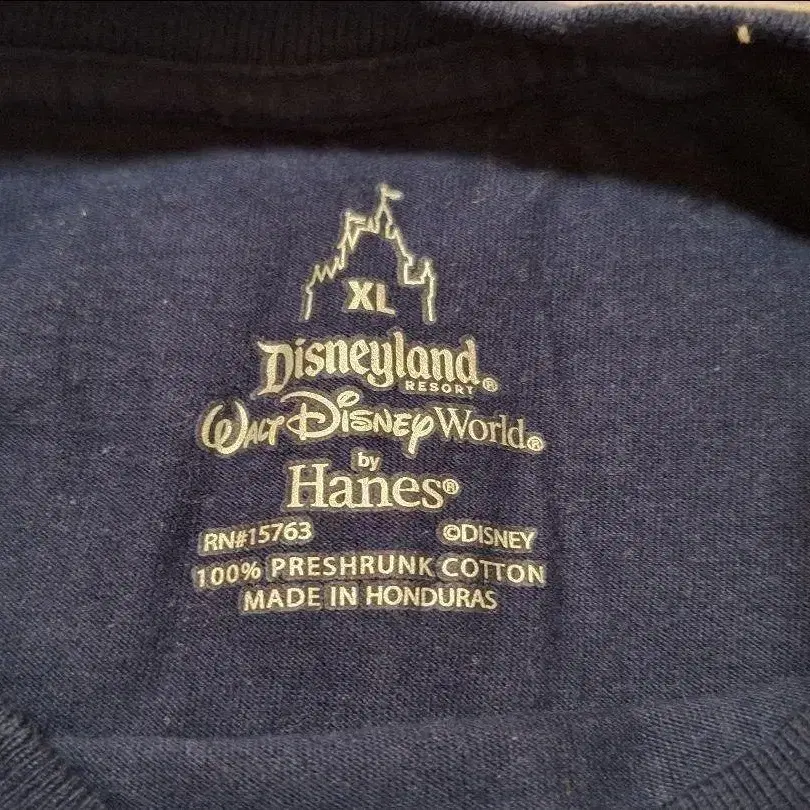 XL
Disneyland
RESORT®
WALT DISNEY World®
by
Hanes®
RN#15763 ©DISNEY
100% PRESHRUNK COTTON
MADE IN HONDURAS